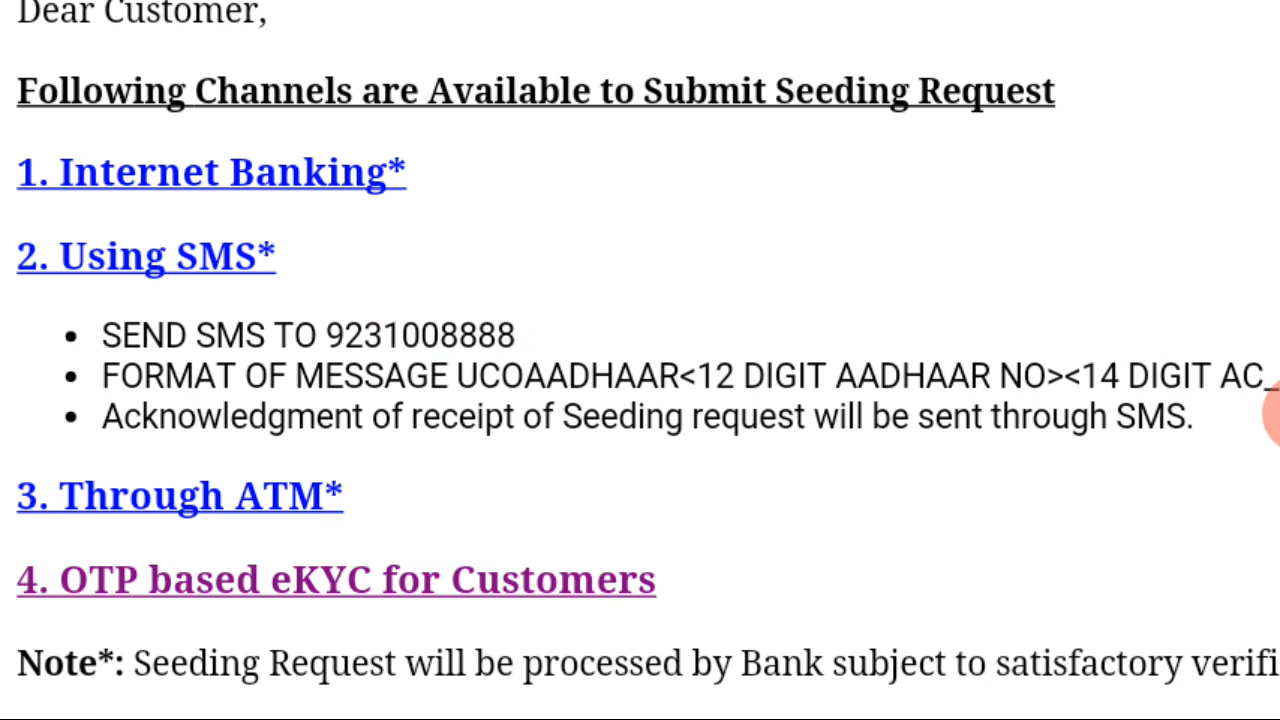 Dear Customer,
Following Channels are Available to Submit Seeding Request
1. Internet Banking*
2. Using SMS*
• SEND SMS TO 9231008888
• FORMAT OF MESSAGE UCOAADHAAR<12 DIGIT AADHAAR NO><14 DIGIT AC_
• Acknowledgment of receipt of Seeding request will be sent through SMS.
3. Through ATM*
4. OTP based eKYC for Customers
Note*: Seeding Request will be processed by Bank subject to satisfactory verifi